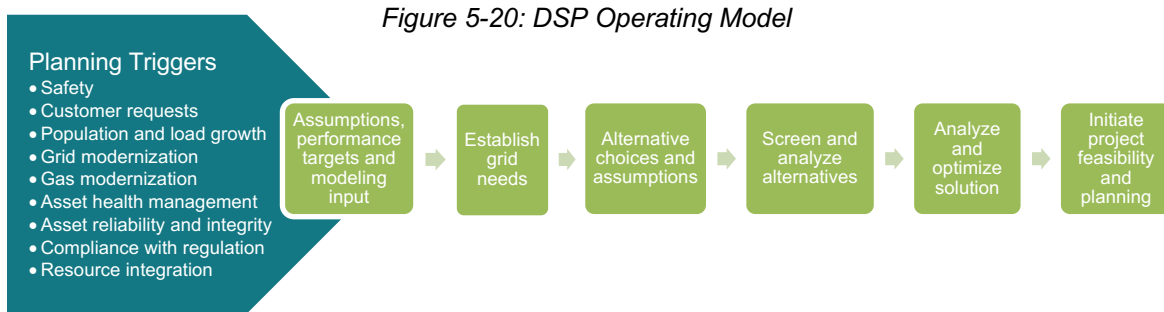 Figure 5-20: DSP Operating Model
Planning Triggers
• Safety
• Customer requests
• Population and load growth
• Grid modernization
• Gas modernization
• Asset health management
• Asset reliability and integrity
• Compliance with regulation
• Resource integration
Assumptions,
performance
targets and
modeling
input
Establish
grid
needs
Alternative
choices and
assumptions
Screen and
analyze
alternatives
Analyze
and
optimize
solution
Initiate
project
feasibility
and
planning